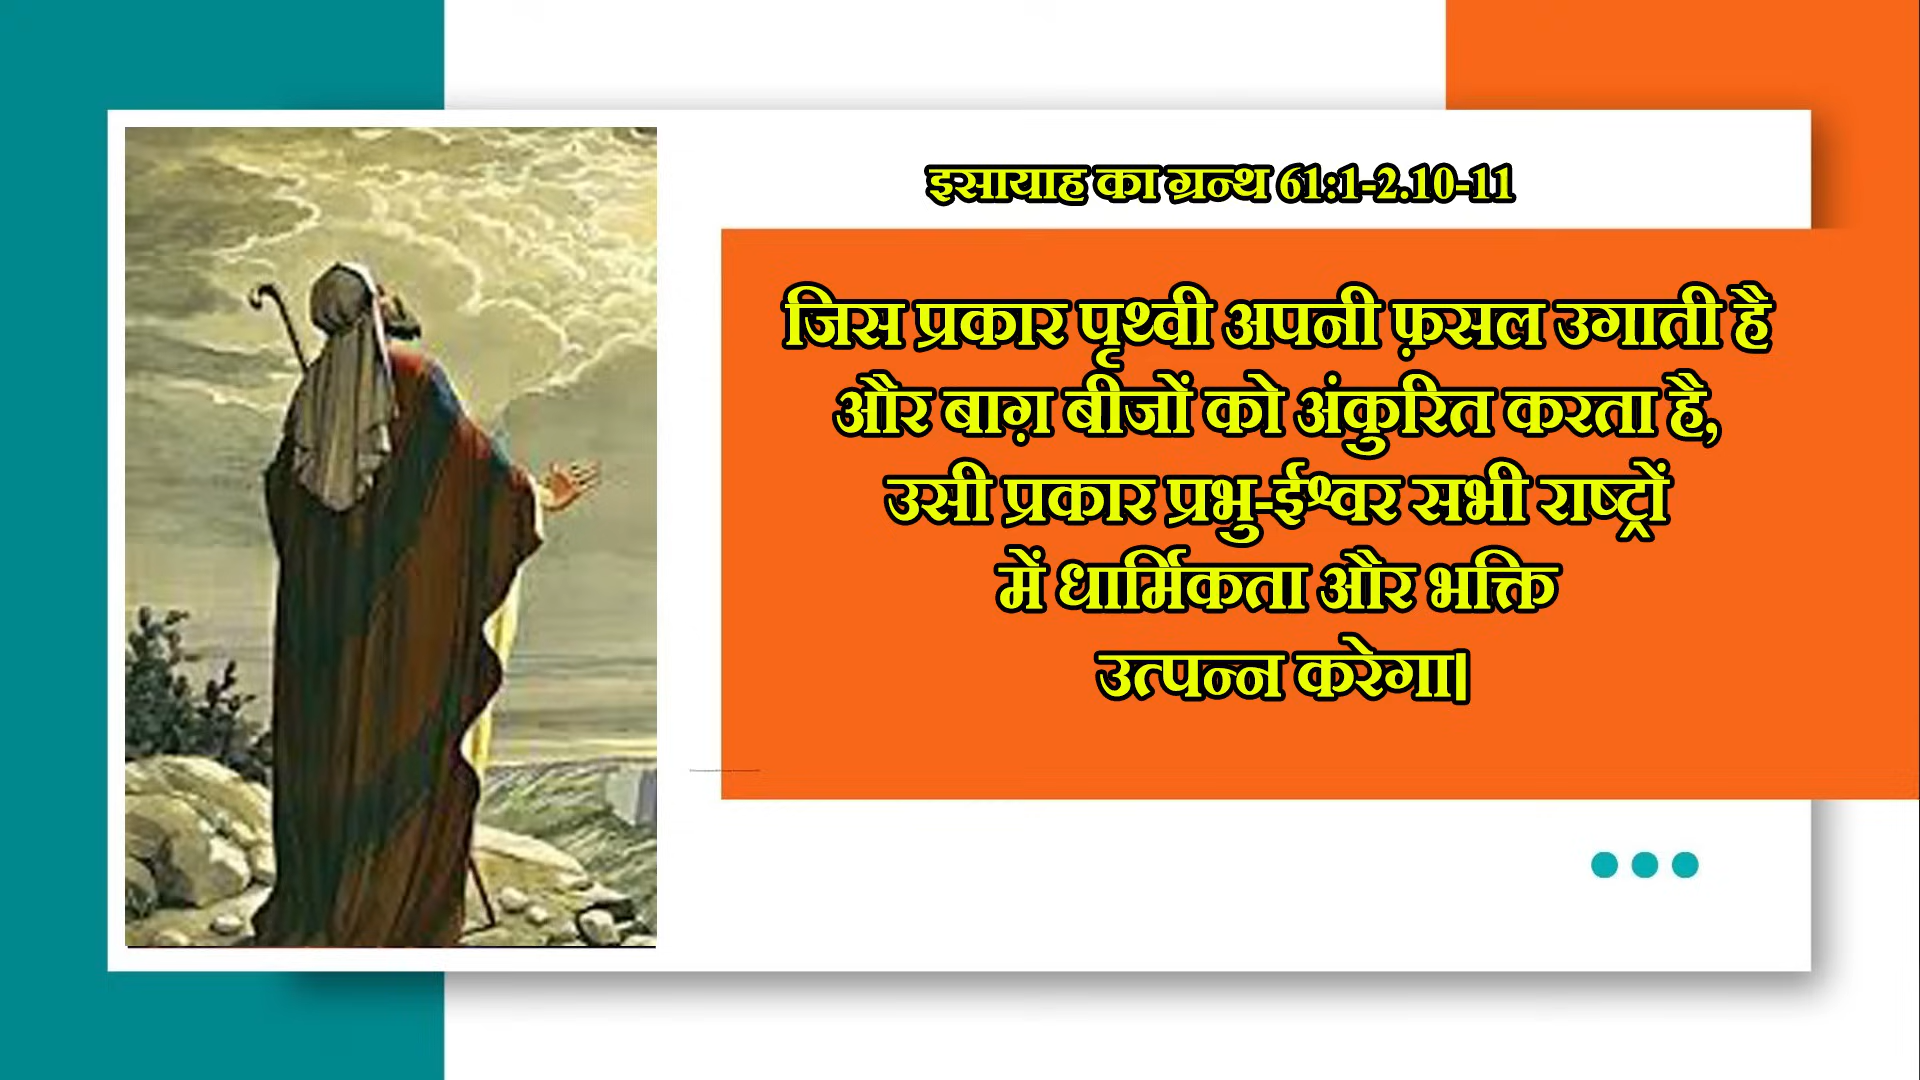 इसायाह का ग्रन्थ 61:1-2.10-11
जिस प्रकार पृथ्वी अपनी फ़सल उगाती है
और बाग़ बीजों को अंकुरित करता है,
उसी प्रकार प्रभु-ईश्वर सभी राष्ट्रों
में धार्मिकता और भक्ति
उत्पन्न करेगा।